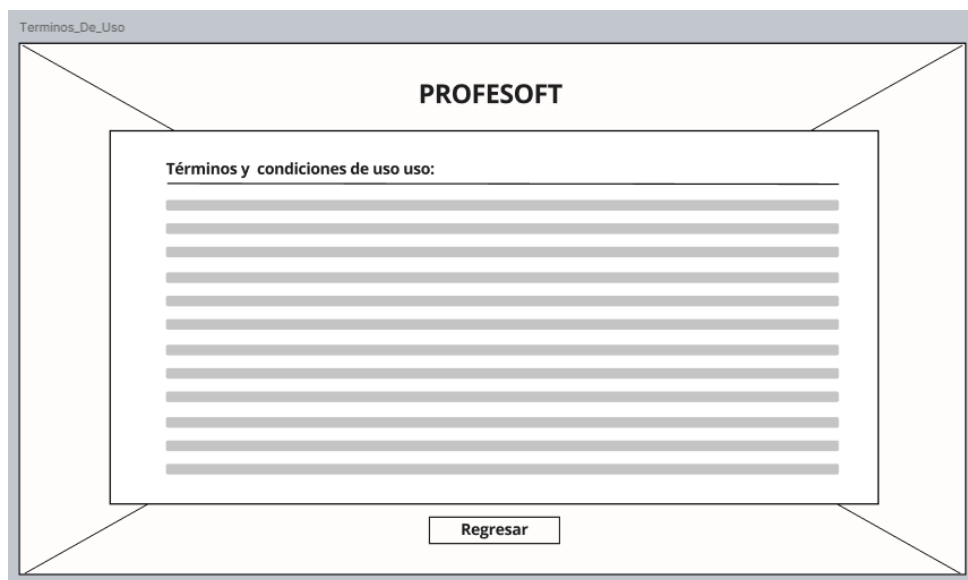 Terminos_De_Uso
PROFESOFT
Términos y condiciones de uso uso:
Regresar